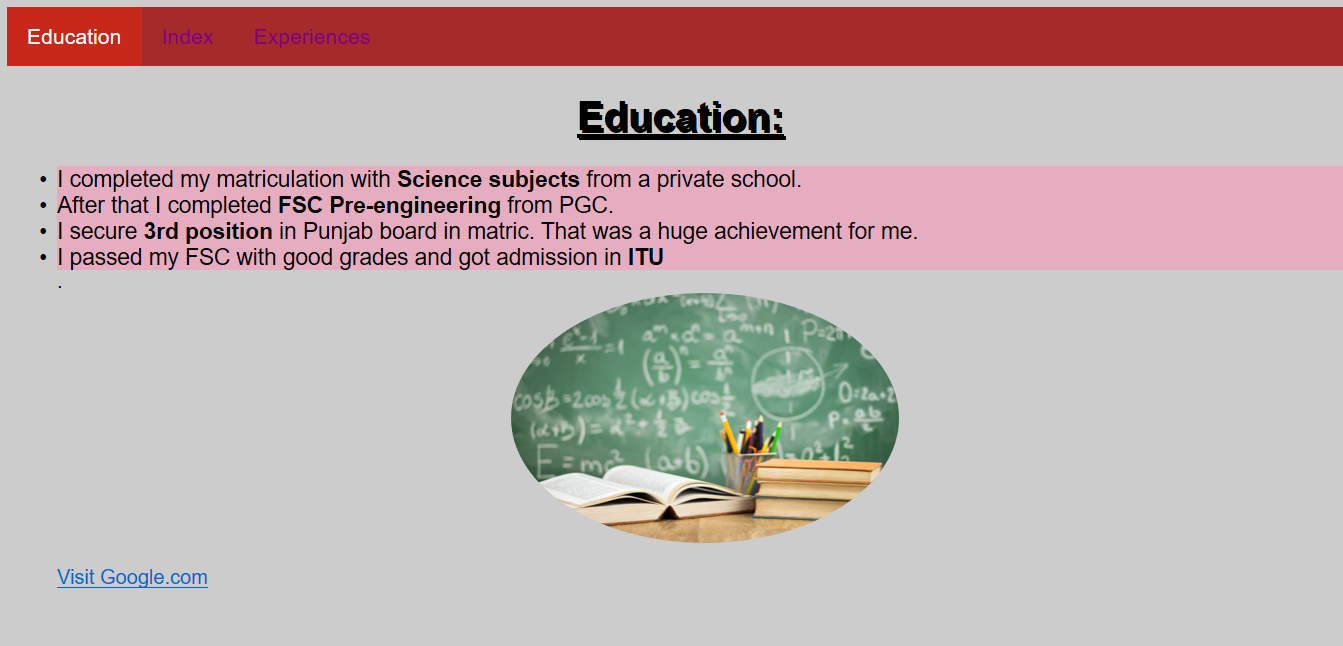 Education Index Experiences
Education:
• I completed my matriculation with Science subjects from a private school.
• After that I completed FSC Pre-engineering from PGC.
• I secure 3rd position in Punjab board in matric. That was a huge achievement for me.
• I passed my FSC with good grades and got admission in ITU
.
Visit Google.com